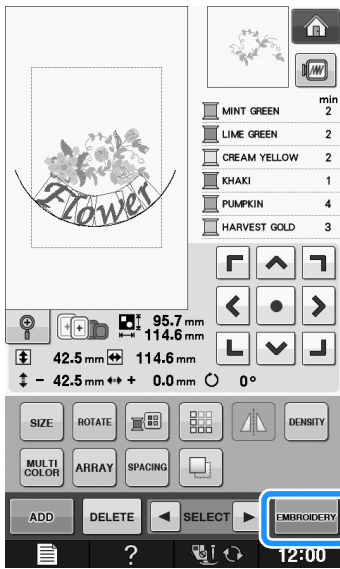 min
MINT GREEN 2
LIME GREEN 2
CREAM YELLOW 2
KHAKI 1
PUMPKIN 4
HARVEST GOLD 3
Flower
95.7 mm
114.6 mm
42.5 mm 114.6 mm
- 42.5 mm + 0.0 mm 0°
SIZE ROTATE DENSITY
MULTI COLOR ARRAY SPACING
ADD DELETE SELECT EMBROIDERY
? 12:00